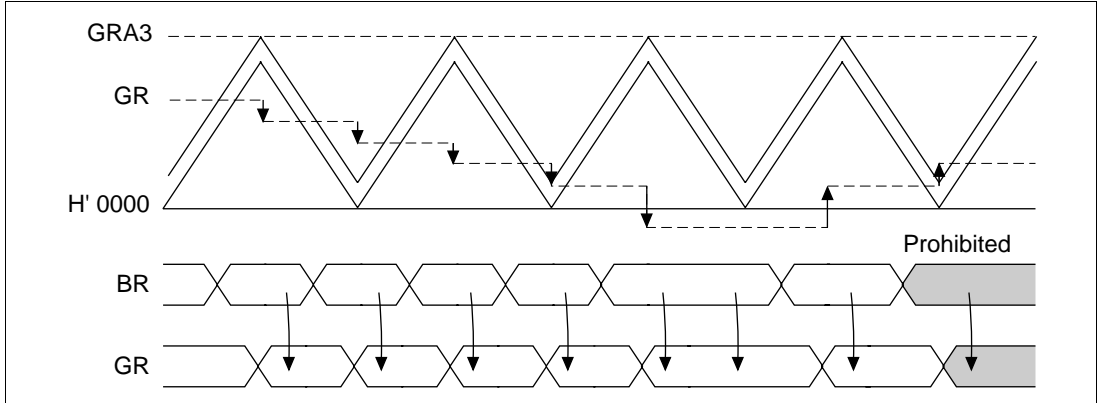 GRA3
GR
H' 0000
Prohibited
BR
GR